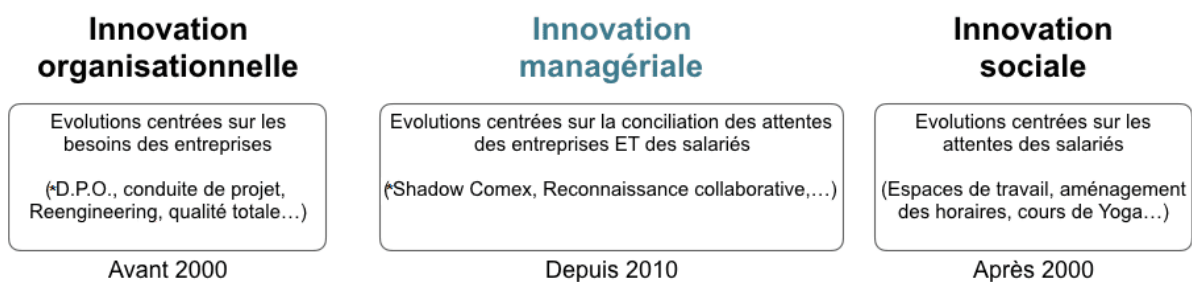 Innovation
organisationnelle
Evolutions centrées sur les
besoins des entreprises
(*D.P.O., conduite de projet,
Reengineering, qualité totale…)
Avant 2000
Innovation
managériale
Evolutions centrées sur la conciliation des attentes
des entreprises ET des salariés
(*Shadow Comex, Reconnaissance collaborative,…)
Depuis 2010
Innovation
sociale
Evolutions centrées sur les
attentes des salariés
(Espaces de travail, aménagement
des horaires, cours de Yoga…)
Après 2000